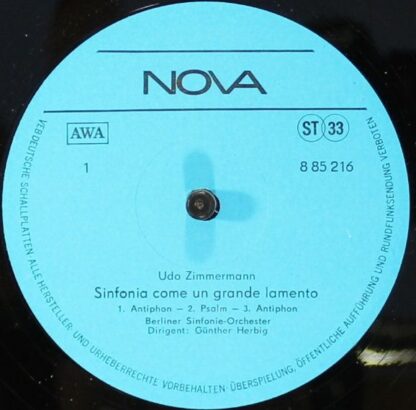 NOVA
AWA
ST 33
1
8 85 216
Udo Zimmermann
Sinfonia come un grande lamento
1. Antiphon – 2. Psalm – 3. Antiphon
Berliner Sinfonie-Orchester
Dirigent: Günther Herbig
VEB DEUTSCHE SCHALLPLATTEN ALLE HERSTELLER- UND URHEBERRECHTE VORBEHALTEN · ÜBERSPIELUNG, ÖFFENTLICHE AUFFÜHRUNG UND RUNDFUNKSENDUNG VERBOTEN